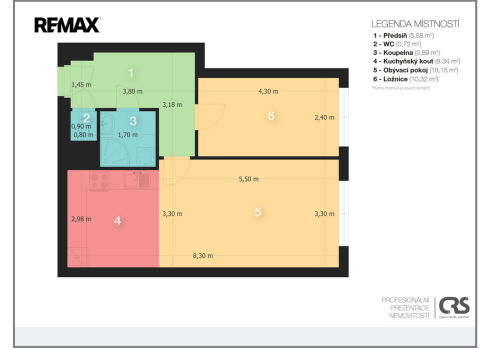 RE/MAX
LEGENDA MÍSTNOSTÍ
1 - Předsíň (5,58 m²)
2 - WC (0,72 m²)
3 - Koupelna (2,89 m²)
4 - Kuchyňský kout (8,34 m²)
5 - Obývací pokoj (18,15 m²)
6 - Ložnice (10,32 m²)
1
1,45 m
3,80 m
3,18 m
4,30 m
2,40 m
6
2
3
0,90 m
0,80 m
1,70 m
5,50 m
2,98 m
4
3,30 m
5
3,30 m
8,30 m
PROFESIONÁLNÍ
PREZENTACE
NEMOVITOSTÍ
CRS